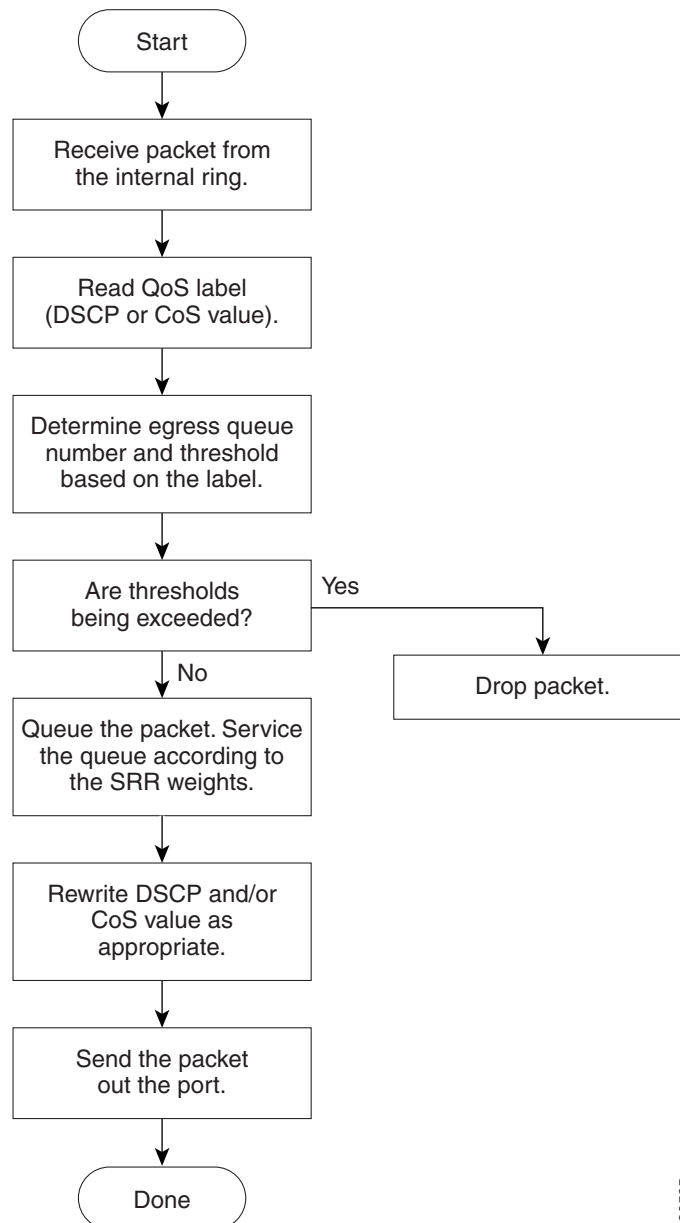 Start
Receive packet from
the internal ring.
Read QoS label
(DSCP or CoS value).
Determine egress queue
number and threshold
based on the label.
Are thresholds
being exceeded?
Yes
Drop packet.
No
Queue the packet. Service
the queue according to
the SRR weights.
Rewrite DSCP and/or
CoS value as
appropriate.
Send the packet
out the port.
Done